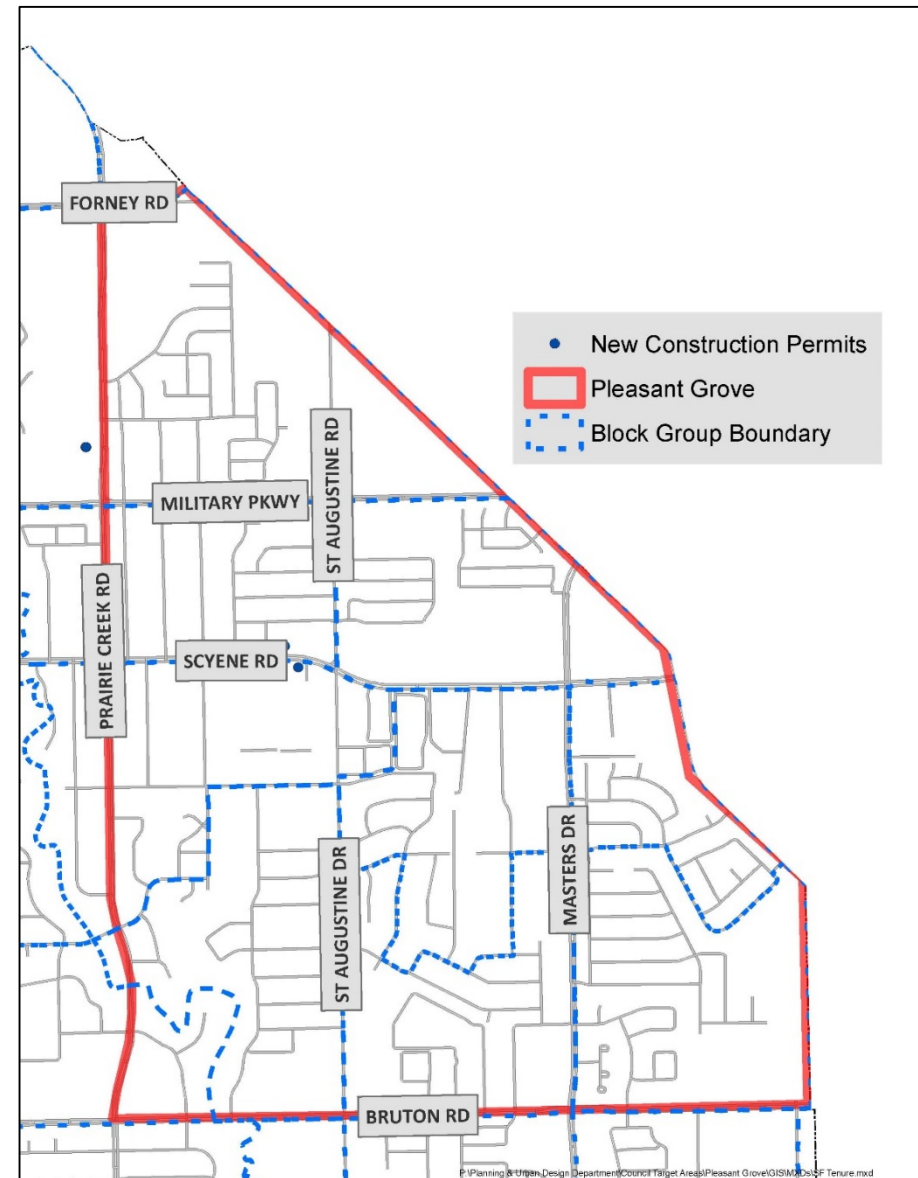 FORNEY RD
New Construction Permits
Pleasant Grove
Block Group Boundary
ST AUGUSTINE RD
MILITARY PKWY
PRAIRIE CREEK RD
SCYENE RD
MASTERS DR
ST AUGUSTINE DR
BRUTON RD
P:\Planning & Urban Design Department\Council Target Areas\Pleasant Grove\GIS\MXDs\SF Tenure.mxd